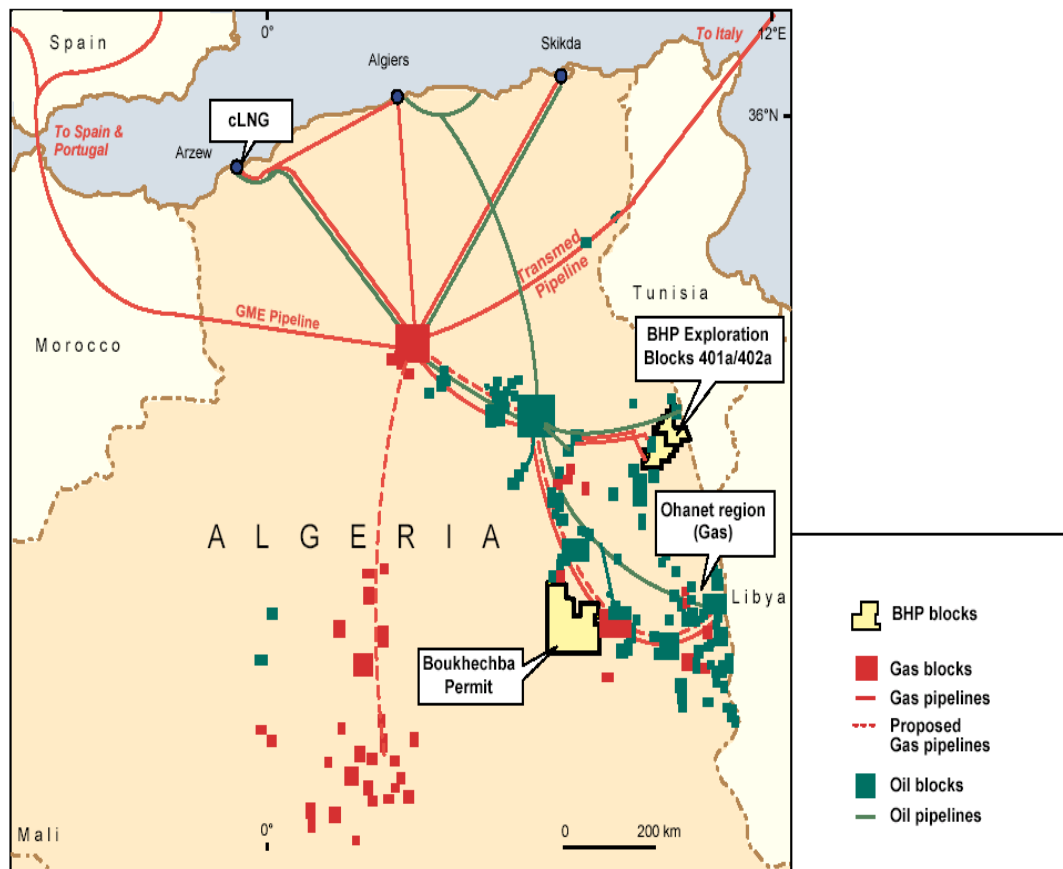 Spain
0°
Skikda
To Italy
12°E
Algiers
36°N
cLNG
To Spain &
Portugal
Arzew
Transmed
Pipeline
Tunisia
GME Pipeline
BHP Exploration
Blocks 401a/402a
Morocco
Ohanet region
(Gas)
ALGERIA
Libya
Boukhechba
Permit
BHP blocks
Gas blocks
Gas pipelines
Proposed
Gas pipelines
Oil blocks
Oil pipelines
Mali
0°
0
200 km